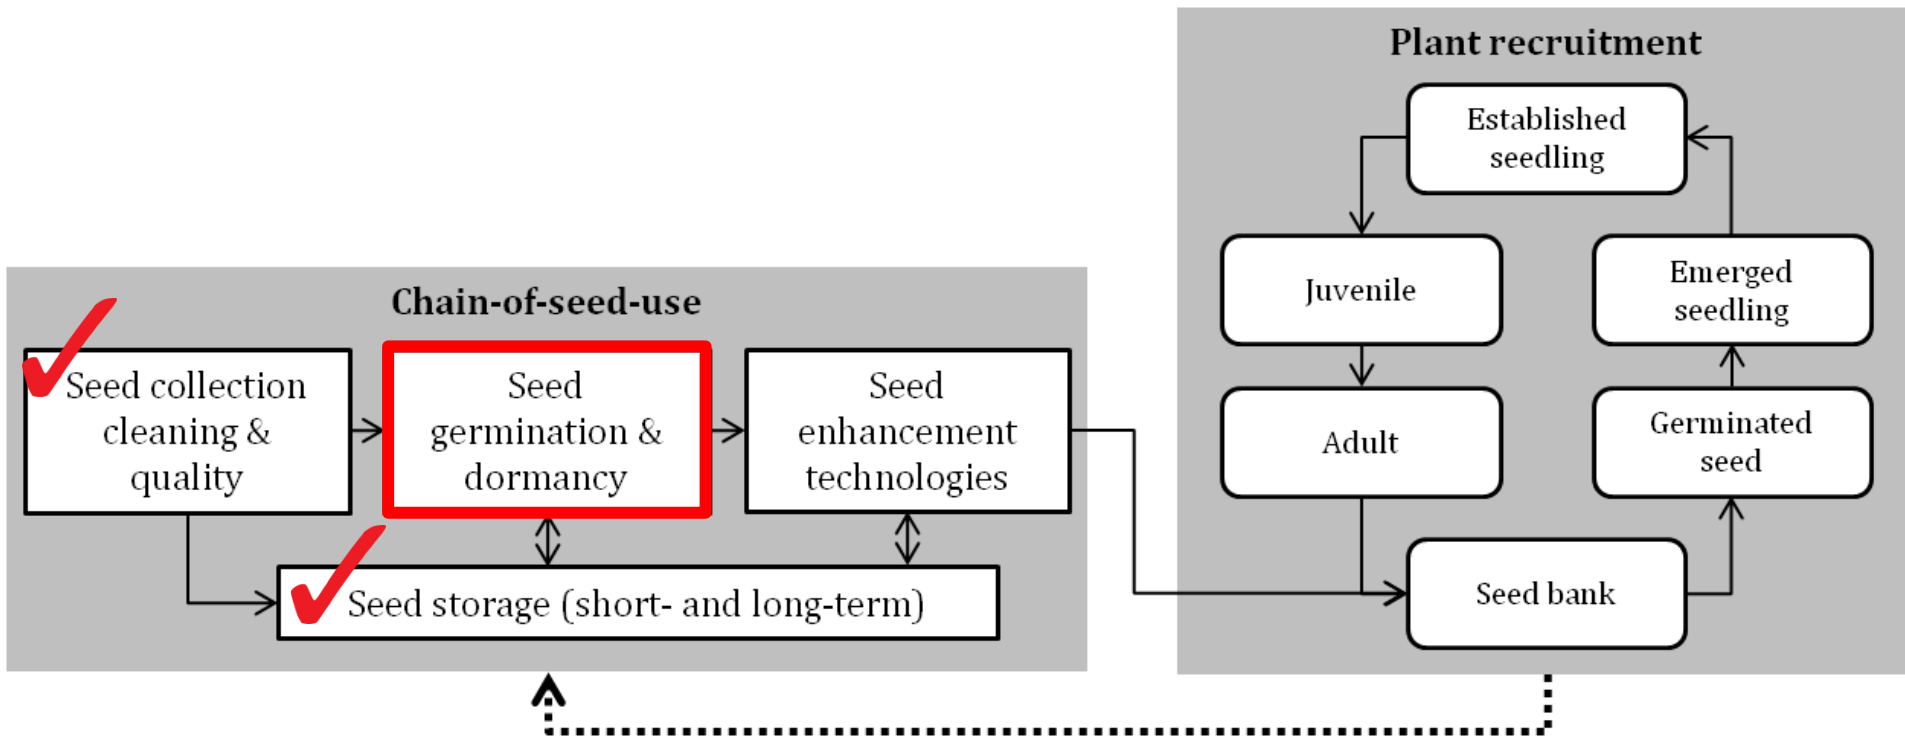 Plant recruitment
Established
seedling
Juvenile
Emerged
seedling
Adult
Germinated
seed
Seed bank
Chain-of-seed-use
Seed collection
cleaning &
quality
Seed
germination &
dormancy
Seed
enhancement
technologies
Seed storage (short- and long-term)